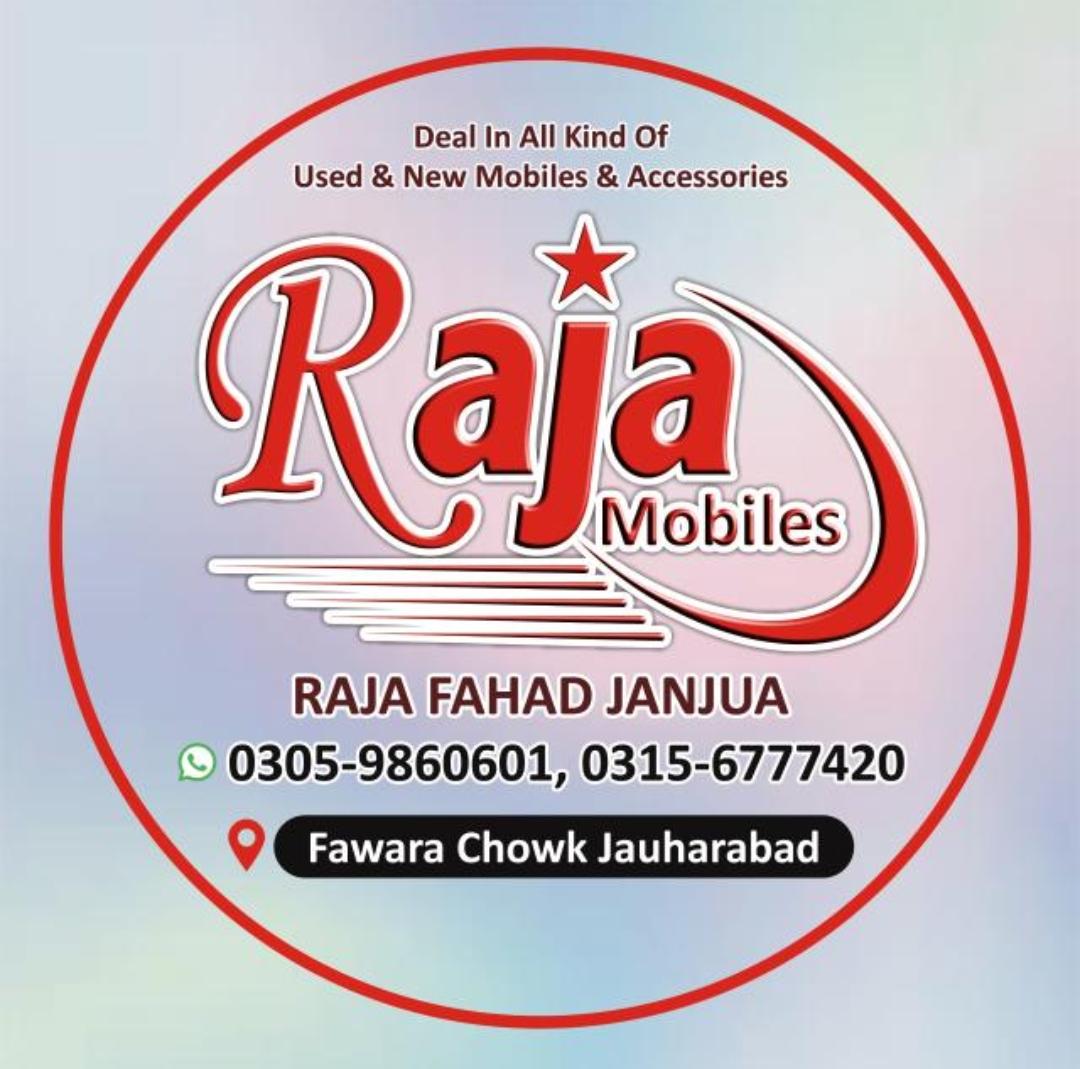 Deal In All Kind Of
Used & New Mobiles & Accessories
Raja
Mobiles
RAJA FAHAD JANJUA
0305-9860601, 0315-6777420
Fawara Chowk Jauharabad